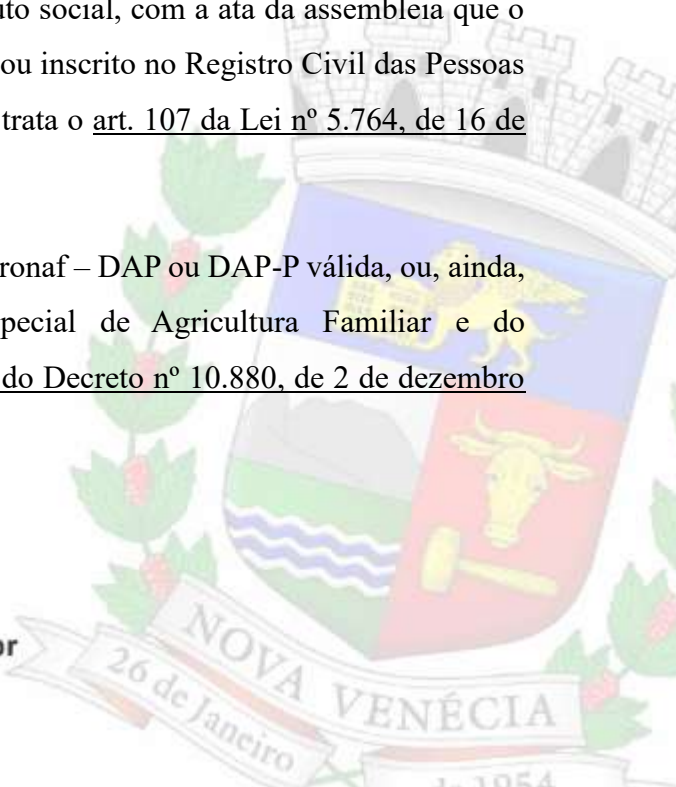 uto social, com a ata da assembleia que o
ou inscrito no Registro Civil das Pessoas
trata o art. 107 da Lei nº 5.764, de 16 de
ronaf – DAP ou DAP-P válida, ou, ainda,
pecial de Agricultura Familiar e do
do Decreto nº 10.880, de 2 de dezembro
or
NOVA VENÉCIA
26 de Janeiro
de 1954